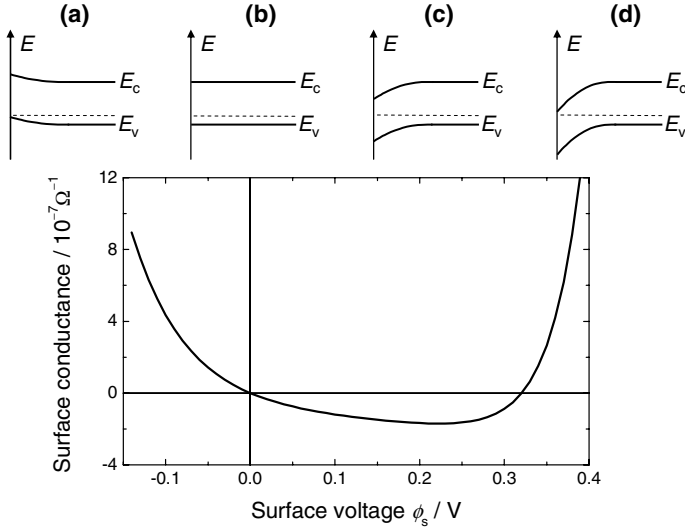 (a) (b) (c) (d)
E E E E
Ec Ec Ec Ec
Ev Ev Ev Ev
12
8
4
0
-4
Surface conductance / 10⁻⁷Ω⁻¹
-0.1 0.0 0.1 0.2 0.3 0.4
Surface voltage ϕs / V